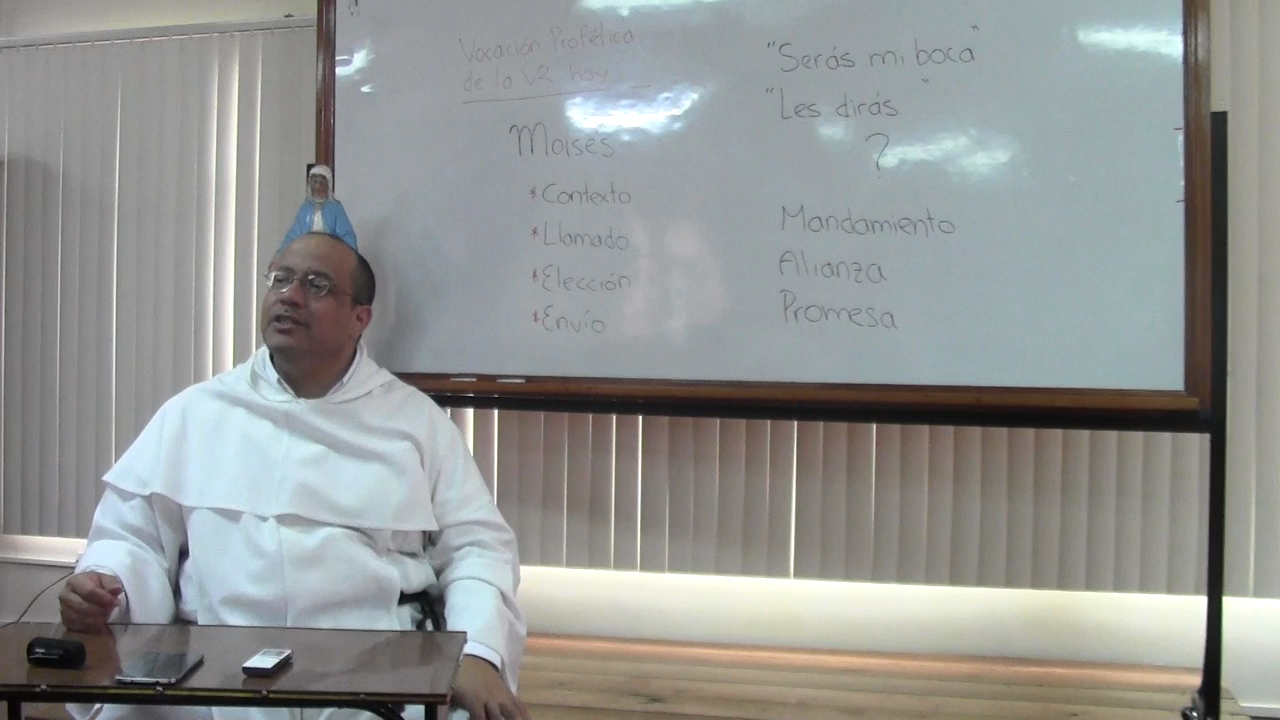 Vocación Profética
de la VR hoy
Moisés
*Contexto
*Llamado
*Elección
*Envío
"Serás mi boca"
"Les dirás"
?
Mandamiento
Alianza
Promesa